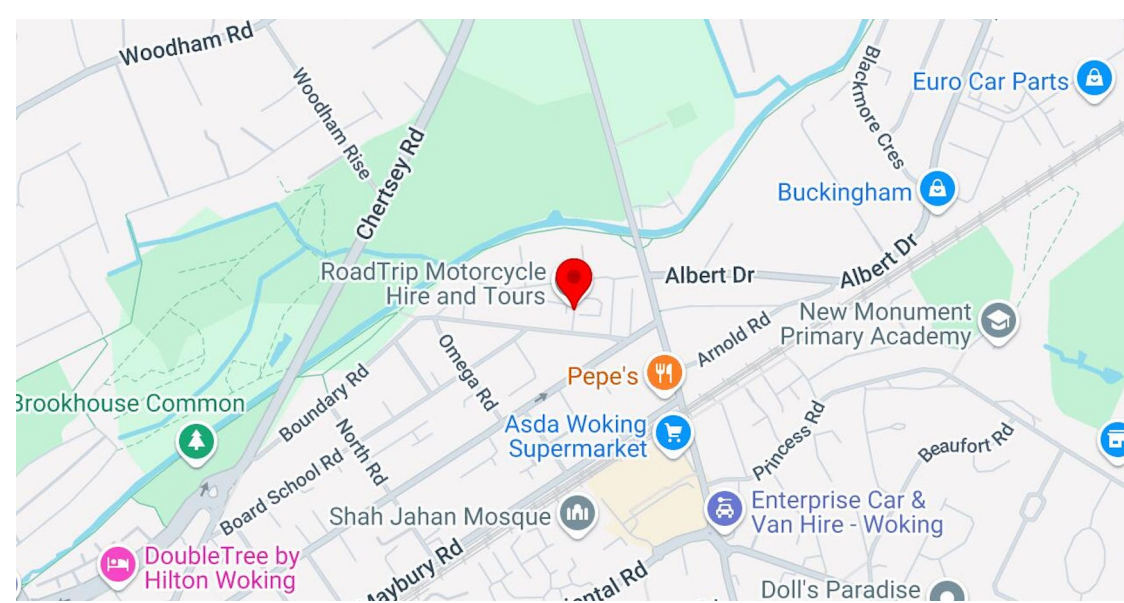 Woodham Rd
Woodham Rise
Chertsey Rd
Blackmore Cres
Euro Car Parts
Buckingham
RoadTrip Motorcycle
Hire and Tours
Albert Dr
Albert Dr
New Monument
Primary Academy
Arnold Rd
Omega Rd
Pepe's
Boundary Rd
Brookhouse Common
North Rd
Asda Woking
Supermarket
Princess Rd
Beaufort Rd
Board School Rd
Shah Jahan Mosque
Enterprise Car &
Van Hire - Woking
DoubleTree by
Hilton Woking
Maybury Rd
ental Rd
Doll's Paradise